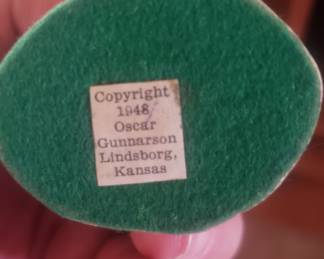 Copyright
1948
Oscar
Gunnarson
Lindsborg,
Kansas